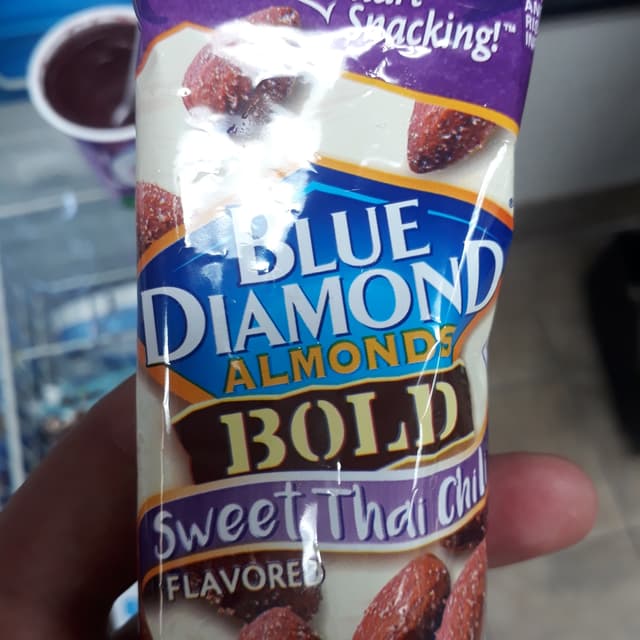 Snacking!™
BLUE
DIAMOND
ALMONDS
BOLD
Sweet Thai Chili
FLAVORED